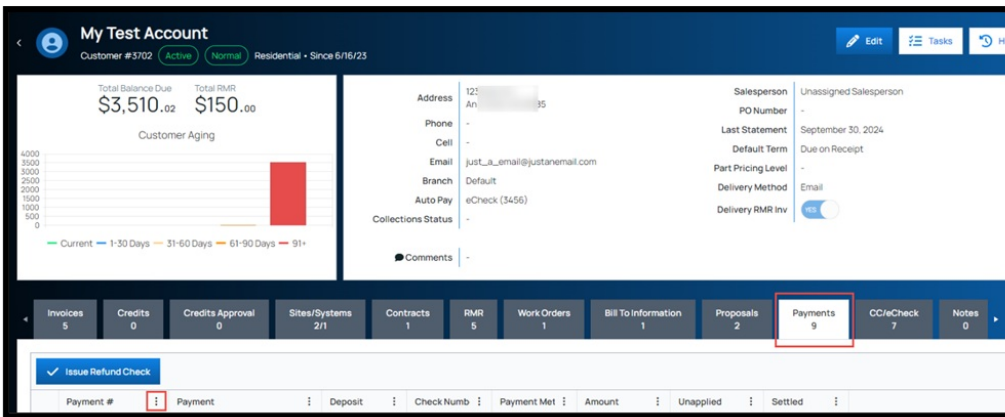 My Test Account
Customer #3702 Active Normal Residential • Since 6/16/23
Edit
Tasks
Total Balance Due
$3,510.02
Total RMR
$150.00
Customer Aging
4000
3500
3000
2500
2000
1500
1000
500
0
Current 1-30 Days 31-60 Days 61-90 Days 91+
Address
Phone -
Cell -
Email just_a_email@justanemail.com
Branch Default
Auto Pay eCheck (3456)
Collections Status -
Comments -
Salesperson Unassigned Salesperson
PO Number -
Last Statement September 30, 2024
Default Term Due on Receipt
Part Pricing Level -
Delivery Method Email
Delivery RMR Inv YES
Invoices 5
Credits 0
Credits Approval 0
Sites/Systems 2/1
Contracts 1
RMR 5
Work Orders 1
Bill To Information 1
Proposals 2
Payments 9
CC/eCheck 7
Notes 0
Issue Refund Check
Payment # Payment Deposit Check Numb Payment Met Amount Unapplied Settled